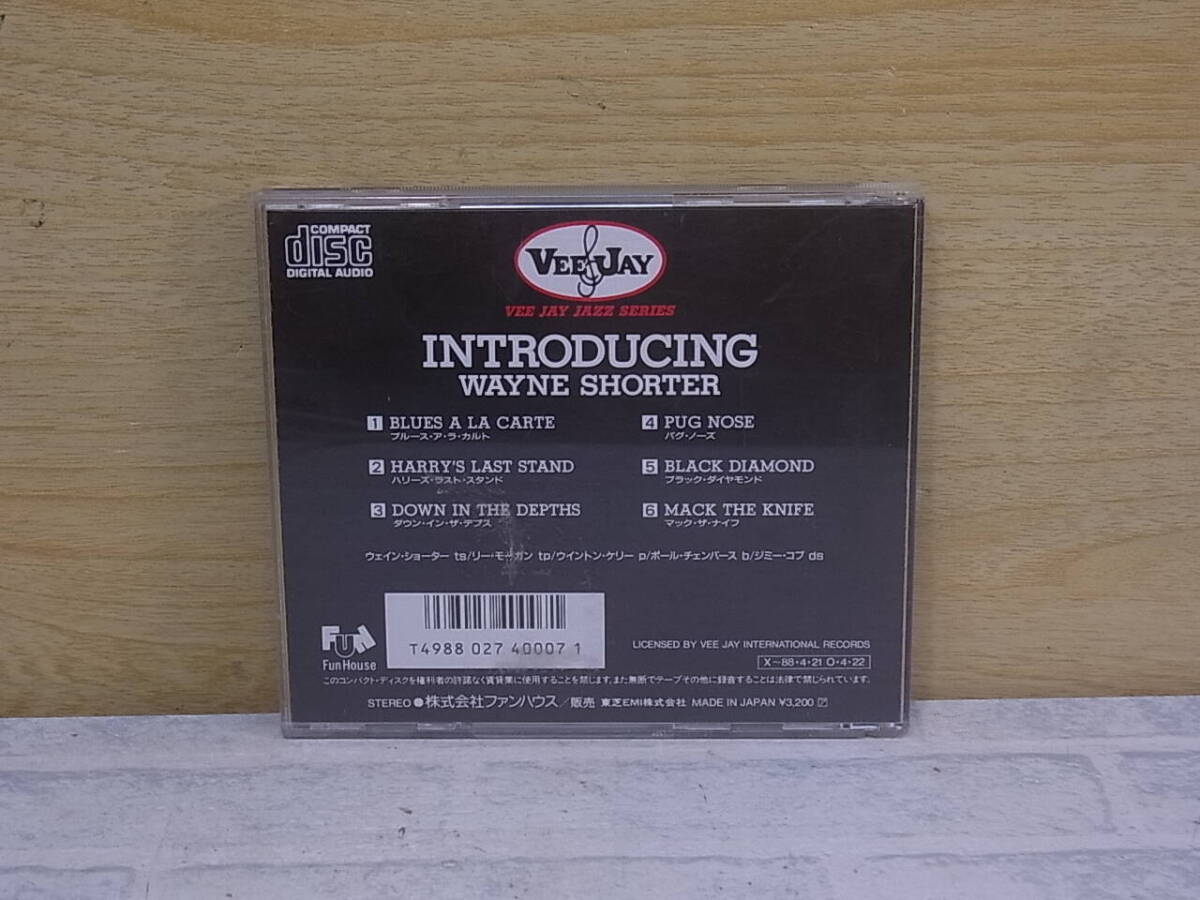 COMPACT
disc
DIGITAL AUDIO
VEE JAY
VEE JAY JAZZ SERIES
INTRODUCING
WAYNE SHORTER
1 BLUES A LA CARTE
ブルース・ア・ラ・カルト
2 HARRY'S LAST STAND
ハリーズ・ラスト・スタンド
3 DOWN IN THE DEPTHS
ダウン・イン・ザ・デプス
4 PUG NOSE
パグ・ノーズ
5 BLACK DIAMOND
ブラック・ダイヤモンド
6 MACK THE KNIFE
マック・ザ・ナイフ
ウェイン・ショーター ts/リー・モーガン tp/ウイントン・ケリー p/ポール・チェンバース b/ジミー・コブ ds
T4988 027 40007 1
Fun
Fun House
LICENSED BY VEE JAY INTERNATIONAL RECORDS
X〜88・4・21 O・4・22
このコンパクト・ディスクを権利者の許諾なく賃貸業に使用することを禁じます。また無断でテープその他に録音することは法律で禁じられています。
STEREO ● 株式会社ファンハウス/販売 東芝EMI株式会社 MADE IN JAPAN ¥3,200